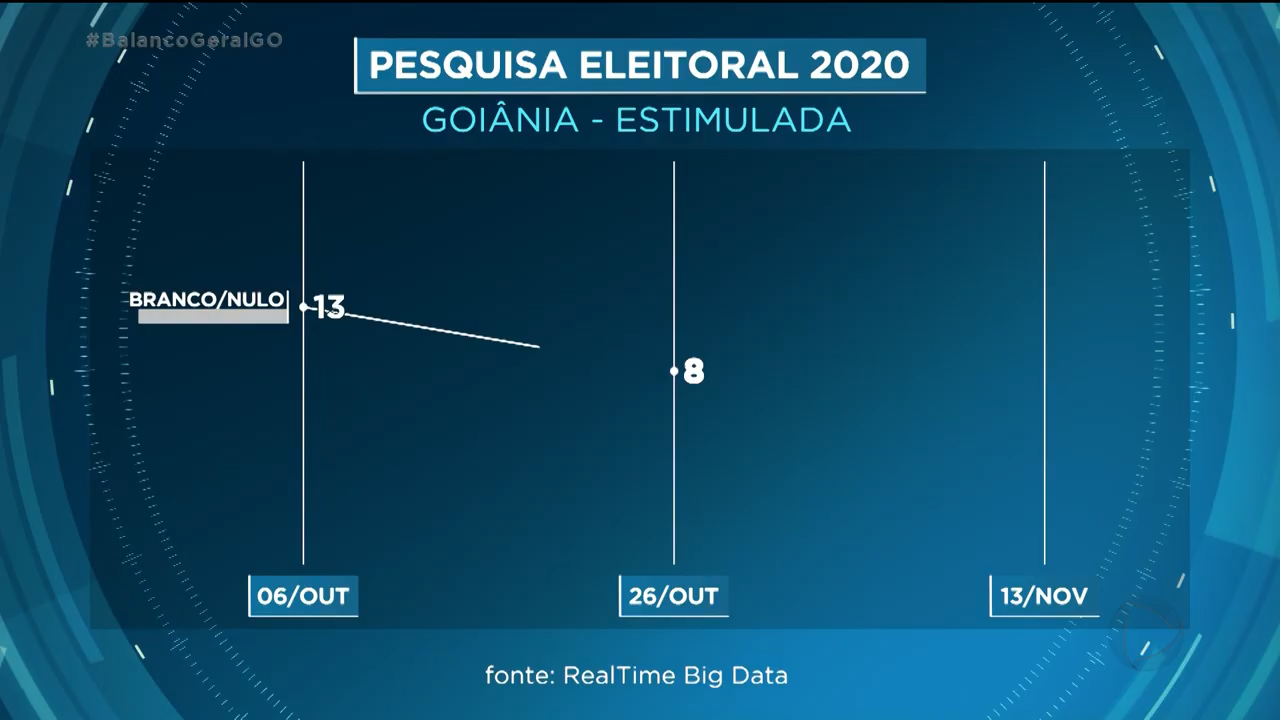 #BalancoGeralGO
PESQUISA ELEITORAL 2020
GOIÂNIA - ESTIMULADA
BRANCO/NULO
13
8
06/OUT
26/OUT
13/NOV
fonte: RealTime Big Data